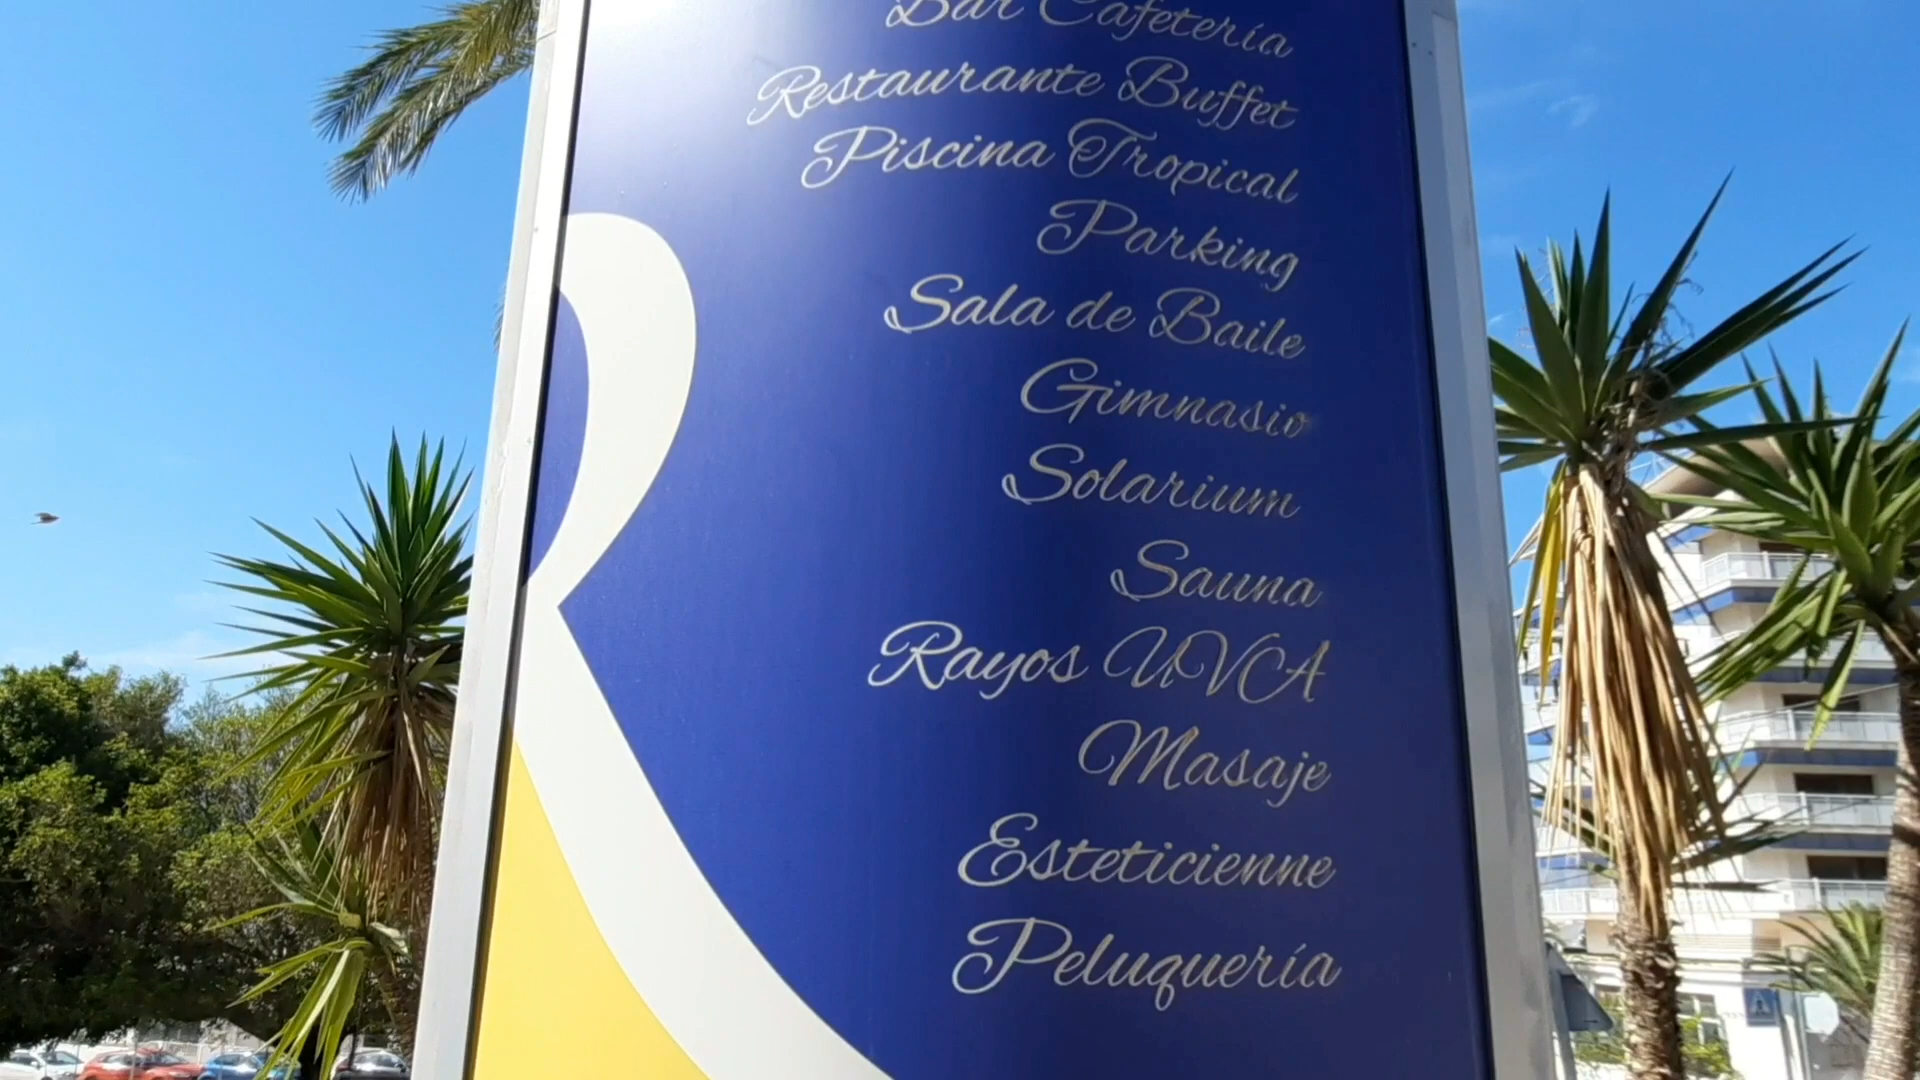 Bar Cafetería
Restaurante Buffet
Piscina Tropical
Parking
Sala de Baile
Gimnasio
Solarium
Sauna
Rayos UVA
Masaje
Esteticienne
Peluquería